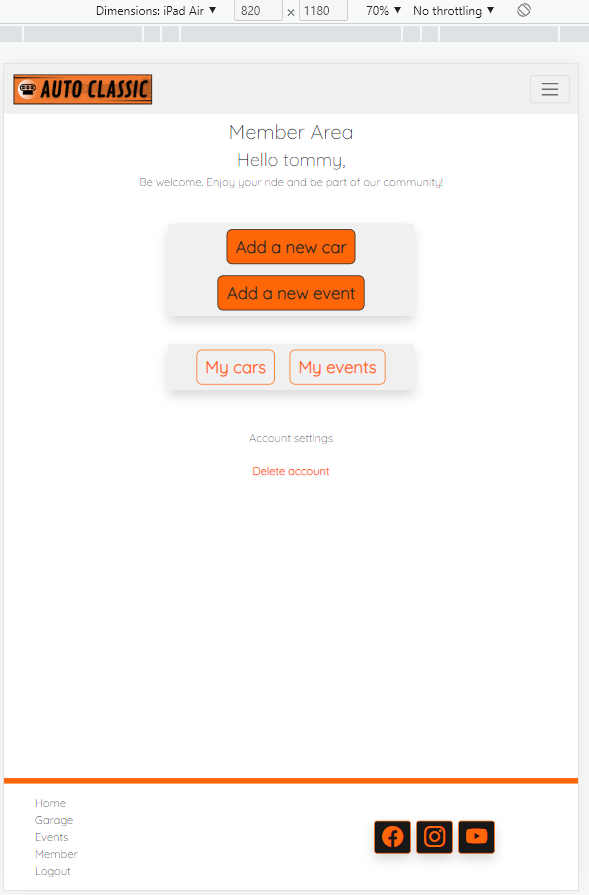 Dimensions: iPad Air ▼ 820 × 1180 70% ▼ No throttling ▼
AUTO CLASSIC
Member Area
Hello tommy,
Be welcome. Enjoy your ride and be part of our community!
Add a new car
Add a new event
My cars My events
Account settings
Delete account
Home
Garage
Events
Member
Logout